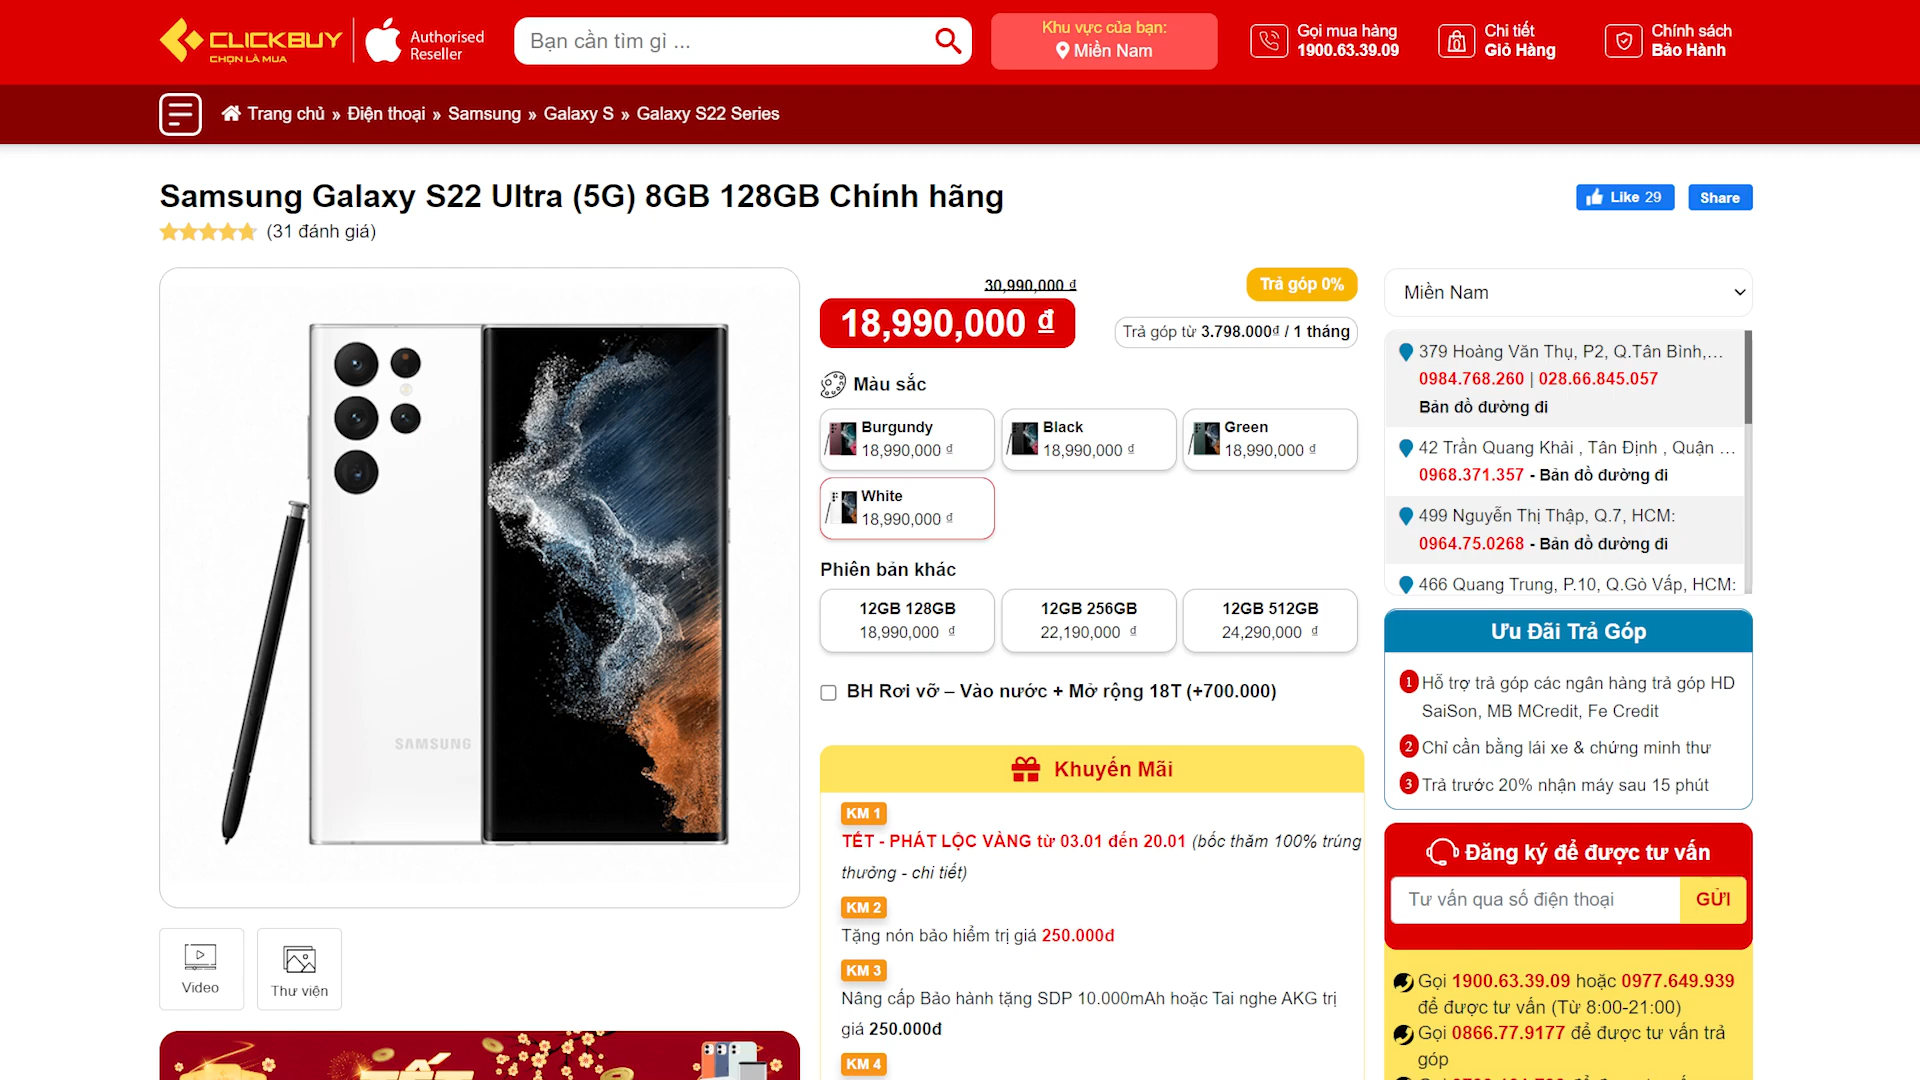 CLICKBUY
CHỌN LÀ MUA
Authorised
Reseller
Bạn cần tìm gì ...
Khu vực của bạn:
Miền Nam
Gọi mua hàng
1900.63.39.09
Chi tiết
Giỏ Hàng
Chính sách
Bảo Hành
Trang chủ » Điện thoại » Samsung » Galaxy S » Galaxy S22 Series
Samsung Galaxy S22 Ultra (5G) 8GB 128GB Chính hãng
(31 đánh giá)
Like 29
Share
SAMSUNG
Video
Thư viện
TẾT
30,990,000 ₫
18,990,000 ₫
Trả góp 0%
Trả góp từ 3.798.000₫ / 1 tháng
Màu sắc
Burgundy
18,990,000 ₫
Black
18,990,000 ₫
Green
18,990,000 ₫
White
18,990,000 ₫
Phiên bản khác
12GB 128GB
18,990,000 ₫
12GB 256GB
22,190,000 ₫
12GB 512GB
24,290,000 ₫
BH Rơi vỡ – Vào nước + Mở rộng 18T (+700.000)
Khuyến Mãi
KM 1
TẾT - PHÁT LỘC VÀNG từ 03.01 đến 20.01 (bốc thăm 100% trúng
thưởng - chi tiết)
KM 2
Tặng nón bảo hiểm trị giá 250.000đ
KM 3
Nâng cấp Bảo hành tặng SDP 10.000mAh hoặc Tai nghe AKG trị
giá 250.000đ
KM 4
Miền Nam
379 Hoàng Văn Thụ, P2, Q.Tân Bình,...
0984.768.260 | 028.66.845.057
Bản đồ đường đi
42 Trần Quang Khải , Tân Định , Quận ...
0968.371.357 - Bản đồ đường đi
499 Nguyễn Thị Thập, Q.7, HCM:
0964.75.0268 - Bản đồ đường đi
466 Quang Trung, P.10, Q.Gò Vấp, HCM:
Ưu Đãi Trả Góp
1 Hỗ trợ trả góp các ngân hàng trả góp HD
SaiSon, MB MCredit, Fe Credit
2 Chỉ cần bằng lái xe & chứng minh thư
3 Trả trước 20% nhận máy sau 15 phút
Đăng ký để được tư vấn
Tư vấn qua số điện thoại
GỬI
Gọi 1900.63.39.09 hoặc 0977.649.939
để được tư vấn (Từ 8:00-21:00)
Gọi 0866.77.9177 để được tư vấn trả
góp